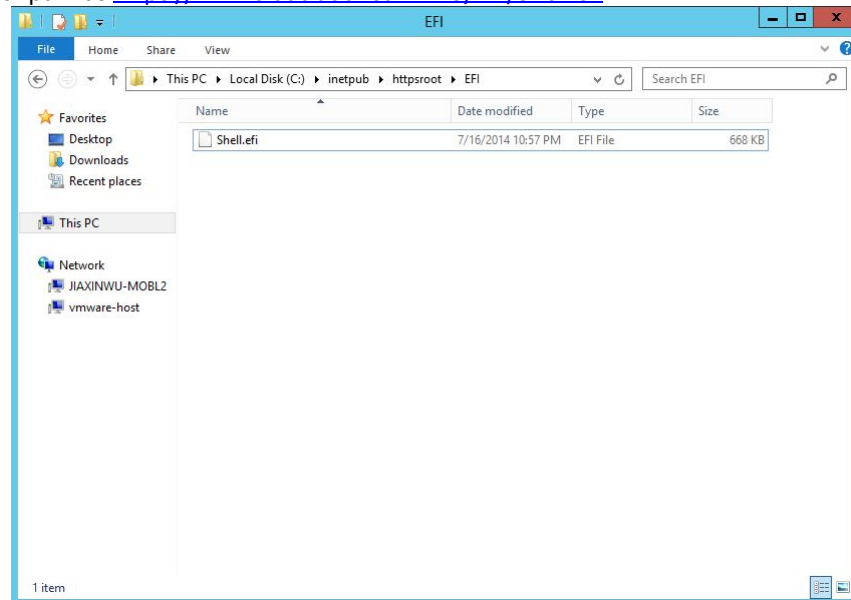 EFI
File Home Share View
This PC Local Disk (C:) inetpub httpsroot EFI Search EFI
Name Date modified Type Size
Favorites
Shell.efi 7/16/2014 10:57 PM EFI File 668 KB
Desktop
Downloads
Recent places
This PC
Network
JIAXINWU-MOBL2
vmware-host
1 item